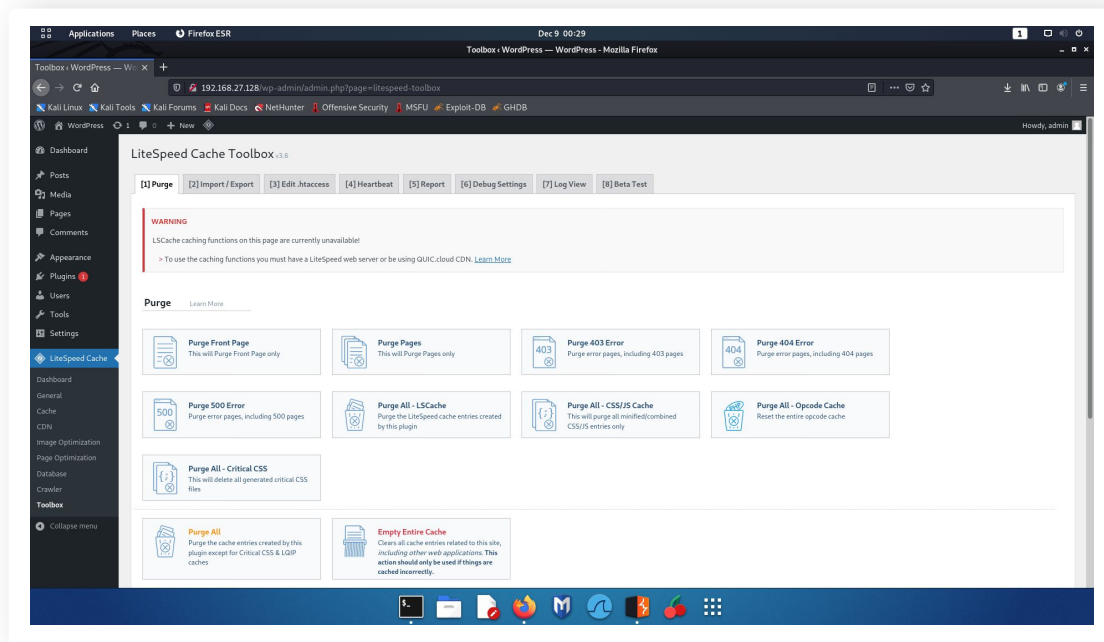 Applications Places Firefox ESR Dec 9 00:29 1
Toolbox ‹ WordPress — WordPress - Mozilla Firefox
Toolbox ‹ WordPress — Wo
192.168.27.128/wp-admin/admin.php?page=litespeed-toolbox
Kali Linux Kali Tools Kali Forums Kali Docs NetHunter Offensive Security MSFU Exploit-DB GHDB
WordPress 1 0 + New Howdy, admin
Dashboard
Posts
Media
Pages
Comments
Appearance
Plugins 1
Users
Tools
Settings
LiteSpeed Cache
Dashboard
General
Cache
CDN
Image Optimization
Page Optimization
Database
Crawler
Toolbox
Collapse menu
LiteSpeed Cache Toolbox v3.6
[1] Purge [2] Import / Export [3] Edit .htaccess [4] Heartbeat [5] Report [6] Debug Settings [7] Log View [8] Beta Test
WARNING
LSCache caching functions on this page are currently unavailable!
> To use the caching functions you must have a LiteSpeed web server or be using QUIC.cloud CDN. Learn More
Purge Learn More
Purge Front Page
This will Purge Front Page only
Purge Pages
This will Purge Pages only
403
Purge 403 Error
Purge error pages, including 403 pages
404
Purge 404 Error
Purge error pages, including 404 pages
500
Purge 500 Error
Purge error pages, including 500 pages
Purge All - LSCache
Purge the LiteSpeed cache entries created
by this plugin
Purge All - CSS/JS Cache
This will purge all minified/combined
CSS/JS entries only
Purge All - Opcode Cache
Reset the entire opcode cache
Purge All - Critical CSS
This will delete all generated critical CSS
files
Purge All
Purge the cache entries created by this
plugin except for Critical CSS & LQIP
caches
Empty Entire Cache
Clears all cache entries related to this site,
including other web applications. This
action should only be used if things are
cached incorrectly.